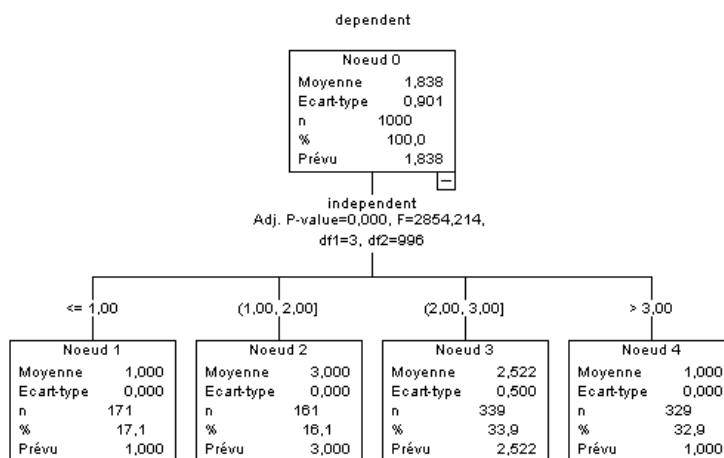 dependent
Noeud 0
Moyenne 1,838
Ecart-type 0,901
n 1000
% 100,0
Prévu 1,838
independent
Adj. P-value=0,000, F=2854,214,
df1=3, df2=996
<= 1,00
(1,00, 2,00]
(2,00, 3,00]
> 3,00
Noeud 1
Moyenne 1,000
Ecart-type 0,000
n 171
% 17,1
Prévu 1,000
Noeud 2
Moyenne 3,000
Ecart-type 0,000
n 161
% 16,1
Prévu 3,000
Noeud 3
Moyenne 2,522
Ecart-type 0,500
n 339
% 33,9
Prévu 2,522
Noeud 4
Moyenne 1,000
Ecart-type 0,000
n 329
% 32,9
Prévu 1,000